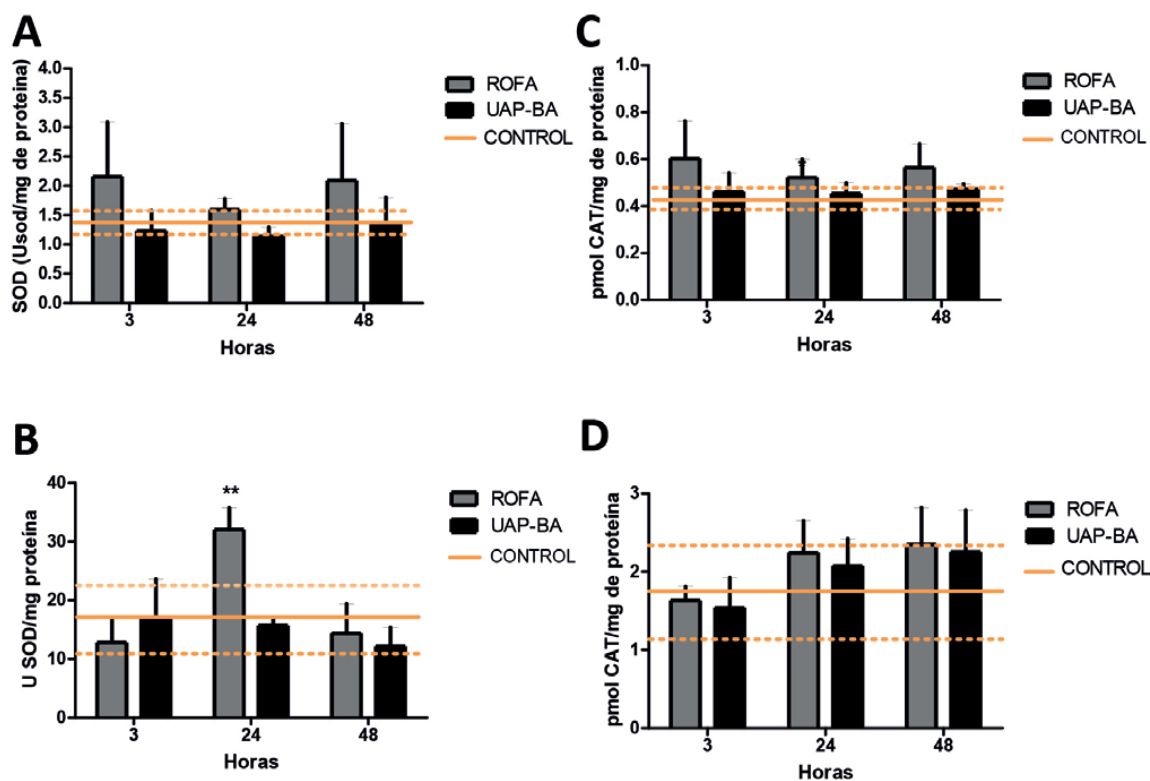 A
SOD (Usod/mg de proteína)
4.0
3.5
3.0
2.5
2.0
1.5
1.0
0.5
0.0
3
24
48
Horas
ROFA
UAP-BA
CONTROL
C
pmol CAT/mg de proteína
1.0
0.8
0.6
0.4
0.2
0.0
*
3
24
48
Horas
ROFA
UAP-BA
CONTROL
B
U SOD/mg proteína
40
30
20
10
0
**
3
24
48
Horas
ROFA
UAP-BA
CONTROL
D
pmol CAT/mg de proteína
3
2
1
0
3
24
48
Horas
ROFA
UAP-BA
CONTROL